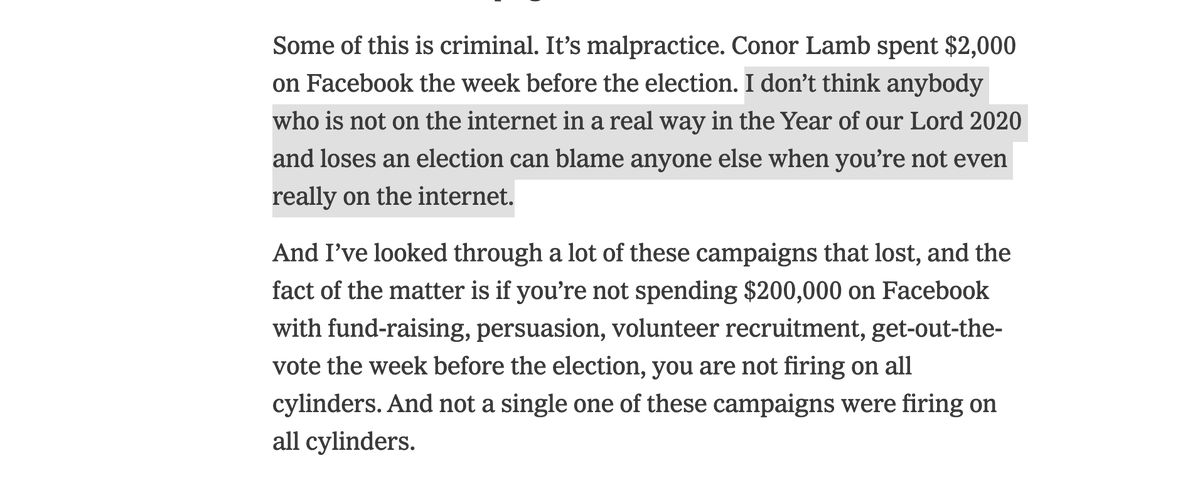 Some of this is criminal. It’s malpractice. Conor Lamb spent $2,000
on Facebook the week before the election. I don’t think anybody
who is not on the internet in a real way in the Year of our Lord 2020
and loses an election can blame anyone else when you’re not even
really on the internet.
And I’ve looked through a lot of these campaigns that lost, and the
fact of the matter is if you’re not spending $200,000 on Facebook
with fund-raising, persuasion, volunteer recruitment, get-out-the-
vote the week before the election, you are not firing on all
cylinders. And not a single one of these campaigns were firing on
all cylinders.